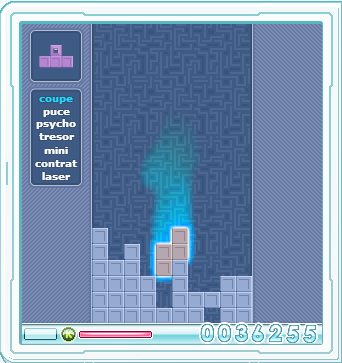 coupe
puce
psycho
tresor
mini
contrat
laser
0036255